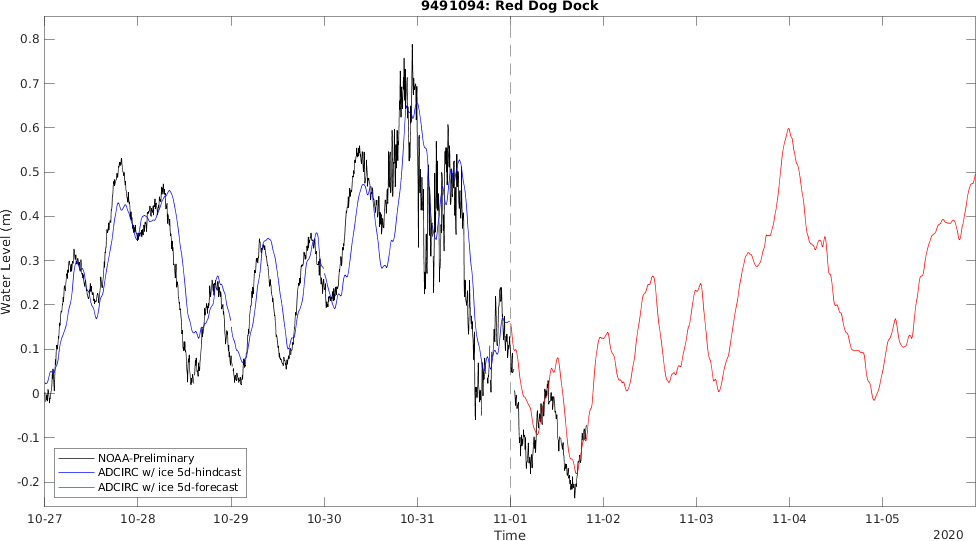 9491094: Red Dog Dock
Water Level (m)
0.8
0.7
0.6
0.5
0.4
0.3
0.2
0.1
0
-0.1
-0.2
NOAA-Preliminary
ADCIRC w/ ice 5d-hindcast
ADCIRC w/ ice 5d-forecast
10-27 10-28 10-29 10-30 10-31 11-01 11-02 11-03 11-04 11-05
Time
2020